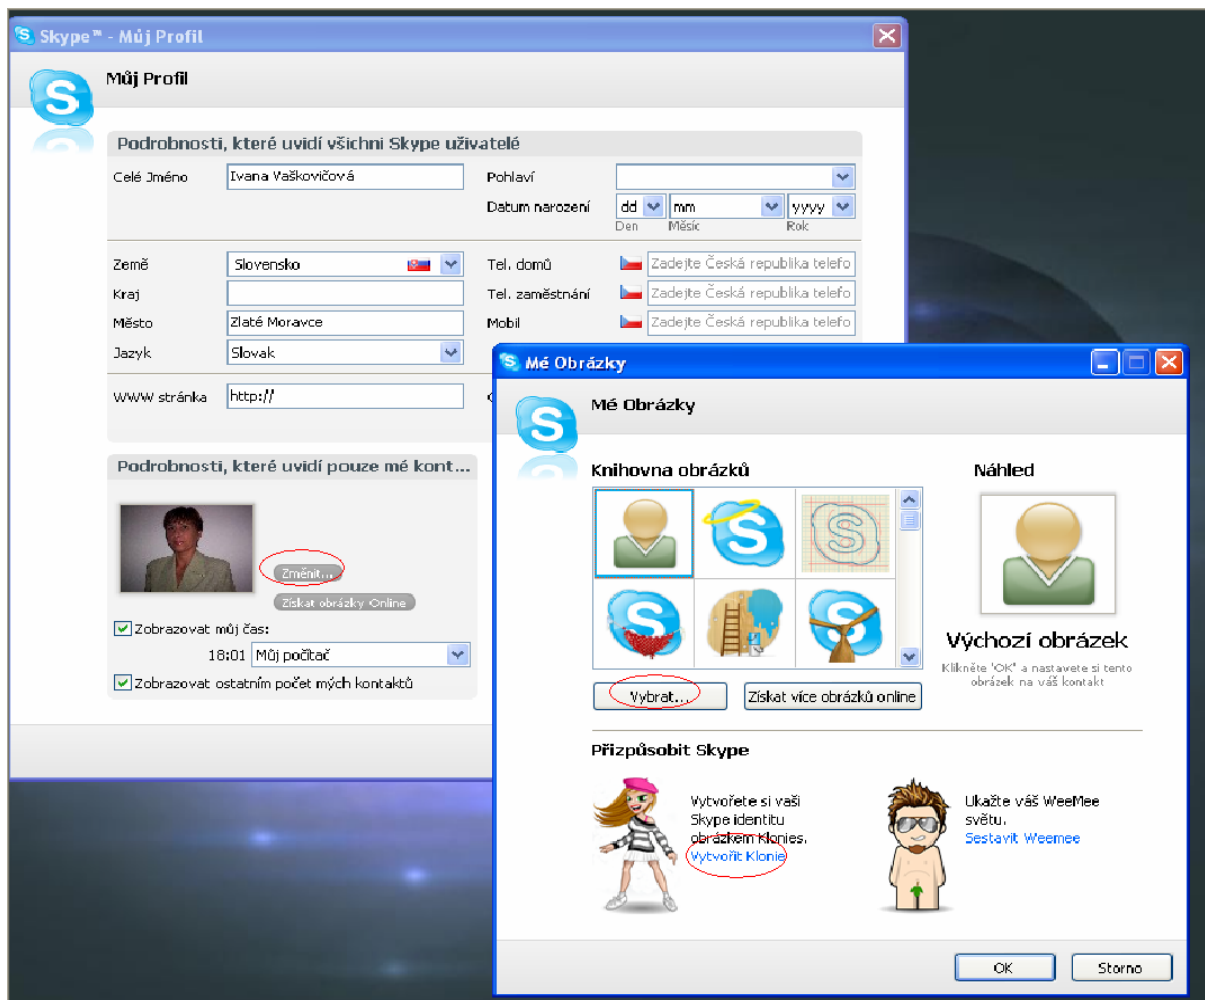 Skype™ - Můj Profil
Můj Profil
Podrobnosti, které uvidí všichni Skype uživatelé
Celé Jméno
Ivana Vaškovičová
Pohlaví
Datum narození
dd
mm
yyyy
Den
Měsíc
Rok
Země
Slovensko
Tel. domů
Zadejte Česká republika telefo
Kraj
Tel. zaměstnání
Zadejte Česká republika telefo
Město
Zlaté Moravce
Mobil
Zadejte Česká republika telefo
Jazyk
Slovak
WWW stránka
http://
Podrobnosti, které uvidí pouze mé kont...
Změnit...
Získat obrázky Online
Zobrazovat můj čas:
18:01
Můj počítač
Zobrazovat ostatním počet mých kontaktů
Mé Obrázky
Mé Obrázky
Knihovna obrázků
Náhled
Výchozí obrázek
Klikněte 'OK' a nastavete si tento
obrázek na váš kontakt
Vybrat...
Získat více obrázků online
Přizpůsobit Skype
Vytvořete si vaši
Skype identitu
obrázkem Klonies.
Vytvořit Klonie
Ukažte váš WeeMee
světu.
Sestavit Weemee
OK
Storno